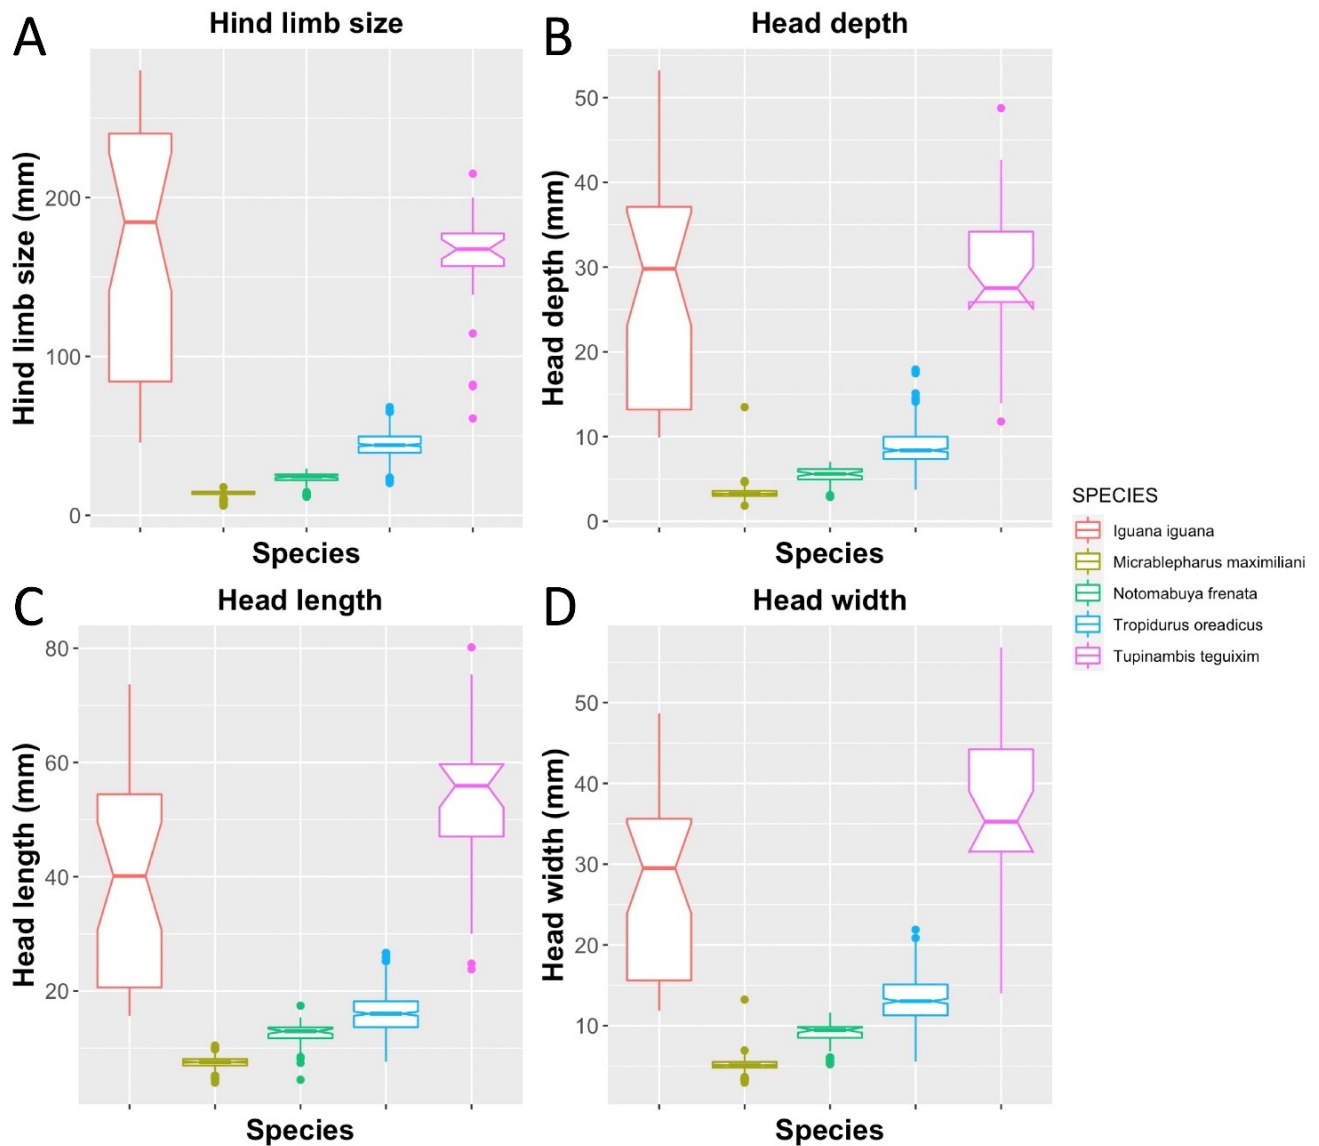 A
Hind limb size
Hind limb size (mm)
200
100
0
Species
B
Head depth
Head depth (mm)
50
40
30
20
10
0
Species
SPECIES
Iguana iguana
Micrablepharus maximiliani
Notomabuya frenata
Tropidurus oreadicus
Tupinambis teguixim
C
Head length
Head length (mm)
80
60
40
20
Species
D
Head width
Head width (mm)
50
40
30
20
10
Species